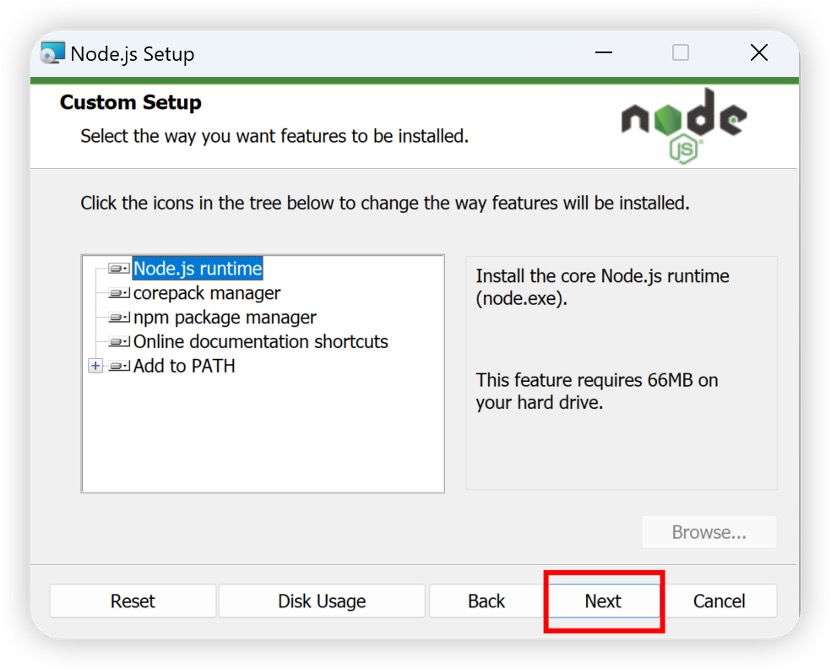 Node.js Setup
Custom Setup
Select the way you want features to be installed.
node
JS
Click the icons in the tree below to change the way features will be installed.
Node.js runtime
corepack manager
npm package manager
Online documentation shortcuts
Add to PATH
Install the core Node.js runtime
(node.exe).
This feature requires 66MB on
your hard drive.
Browse...
Reset
Disk Usage
Back
Next
Cancel